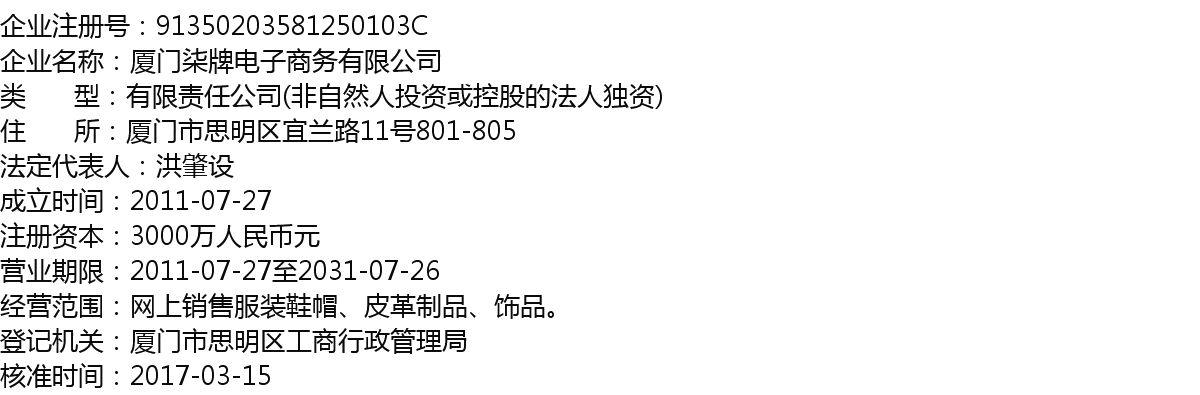 企业注册号：91350203581250103C
企业名称：厦门柒牌电子商务有限公司
类　　型：有限责任公司(非自然人投资或控股的法人独资)
住　　所：厦门市思明区宜兰路11号801-805
法定代表人：洪肇设
成立时间：2011-07-27
注册资本：3000万人民币元
营业期限：2011-07-27至2031-07-26
经营范围：网上销售服装鞋帽、皮革制品、饰品。
登记机关：厦门市思明区工商行政管理局
核准时间：2017-03-15